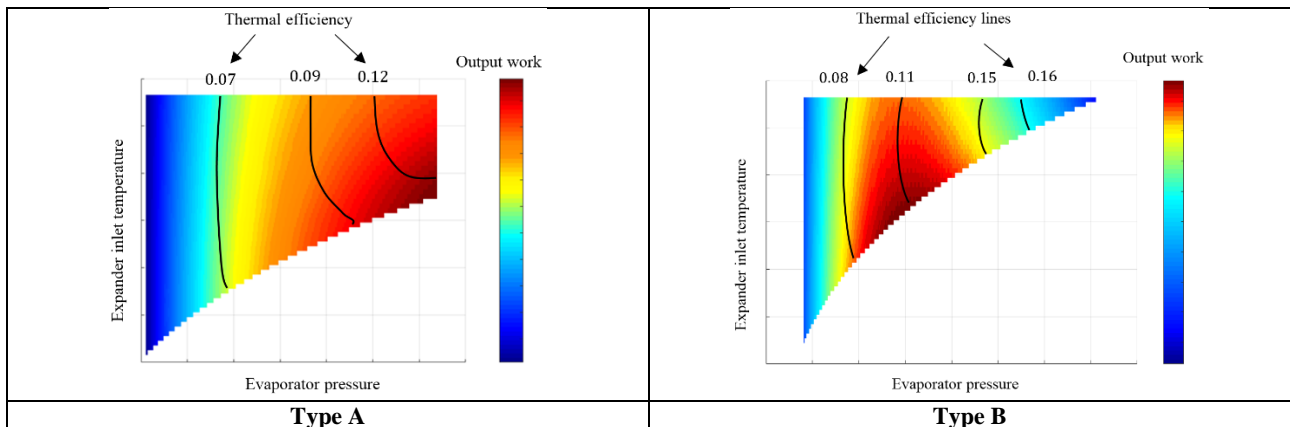 Thermal efficiency
0.07
0.09
0.12
Output work
Expander inlet temperature
Evaporator pressure
Type A
Thermal efficiency lines
0.08
0.11
0.15
0.16
Output work
Expander inlet temperature
Evaporator pressure
Type B